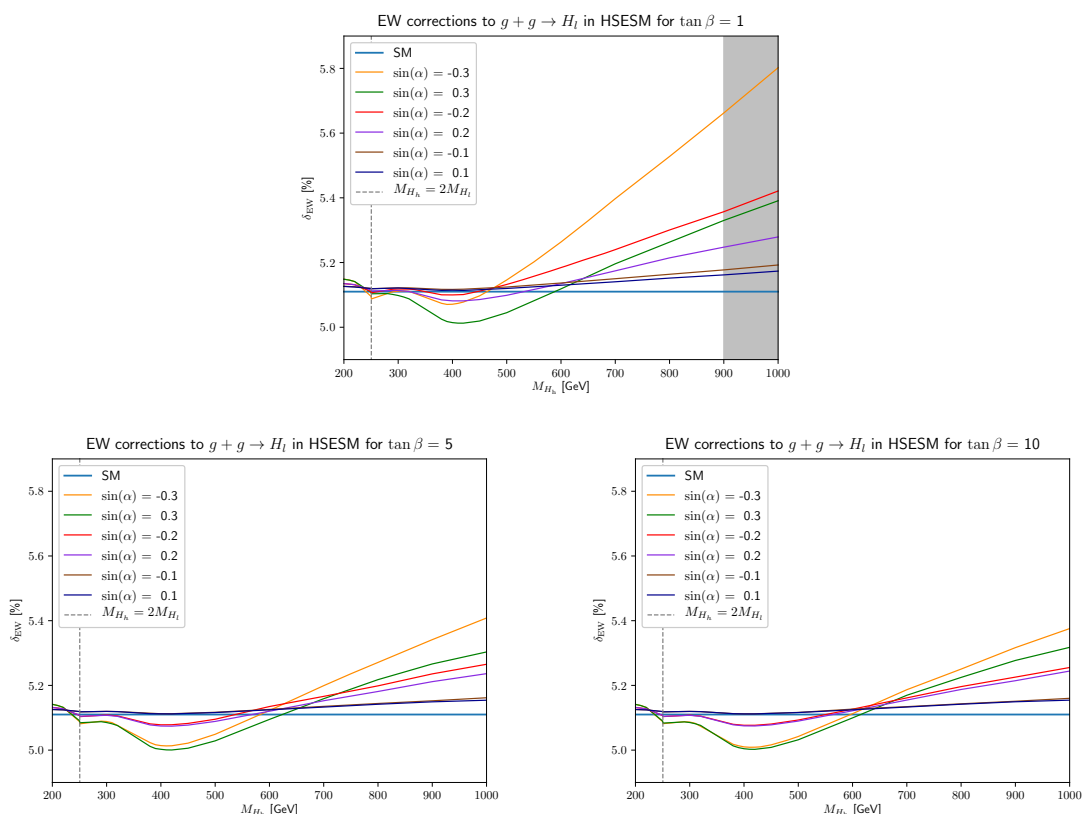 EW corrections to g + g → H_l in HSESM for tan β = 1
SM
sin(α) = -0.3
sin(α) = 0.3
sin(α) = -0.2
sin(α) = 0.2
sin(α) = -0.1
sin(α) = 0.1
M_{H_h} = 2M_{H_l}
δ_EW [%]
5.8
5.6
5.4
5.2
5.0
200 300 400 500 600 700 800 900 1000
M_{H_h} [GeV]
EW corrections to g + g → H_l in HSESM for tan β = 5
SM
sin(α) = -0.3
sin(α) = 0.3
sin(α) = -0.2
sin(α) = 0.2
sin(α) = -0.1
sin(α) = 0.1
M_{H_h} = 2M_{H_l}
δ_EW [%]
5.8
5.6
5.4
5.2
5.0
200 300 400 500 600 700 800 900 1000
M_{H_h} [GeV]
EW corrections to g + g → H_l in HSESM for tan β = 10
SM
sin(α) = -0.3
sin(α) = 0.3
sin(α) = -0.2
sin(α) = 0.2
sin(α) = -0.1
sin(α) = 0.1
M_{H_h} = 2M_{H_l}
δ_EW [%]
5.8
5.6
5.4
5.2
5.0
200 300 400 500 600 700 800 900 1000
M_{H_h} [GeV]